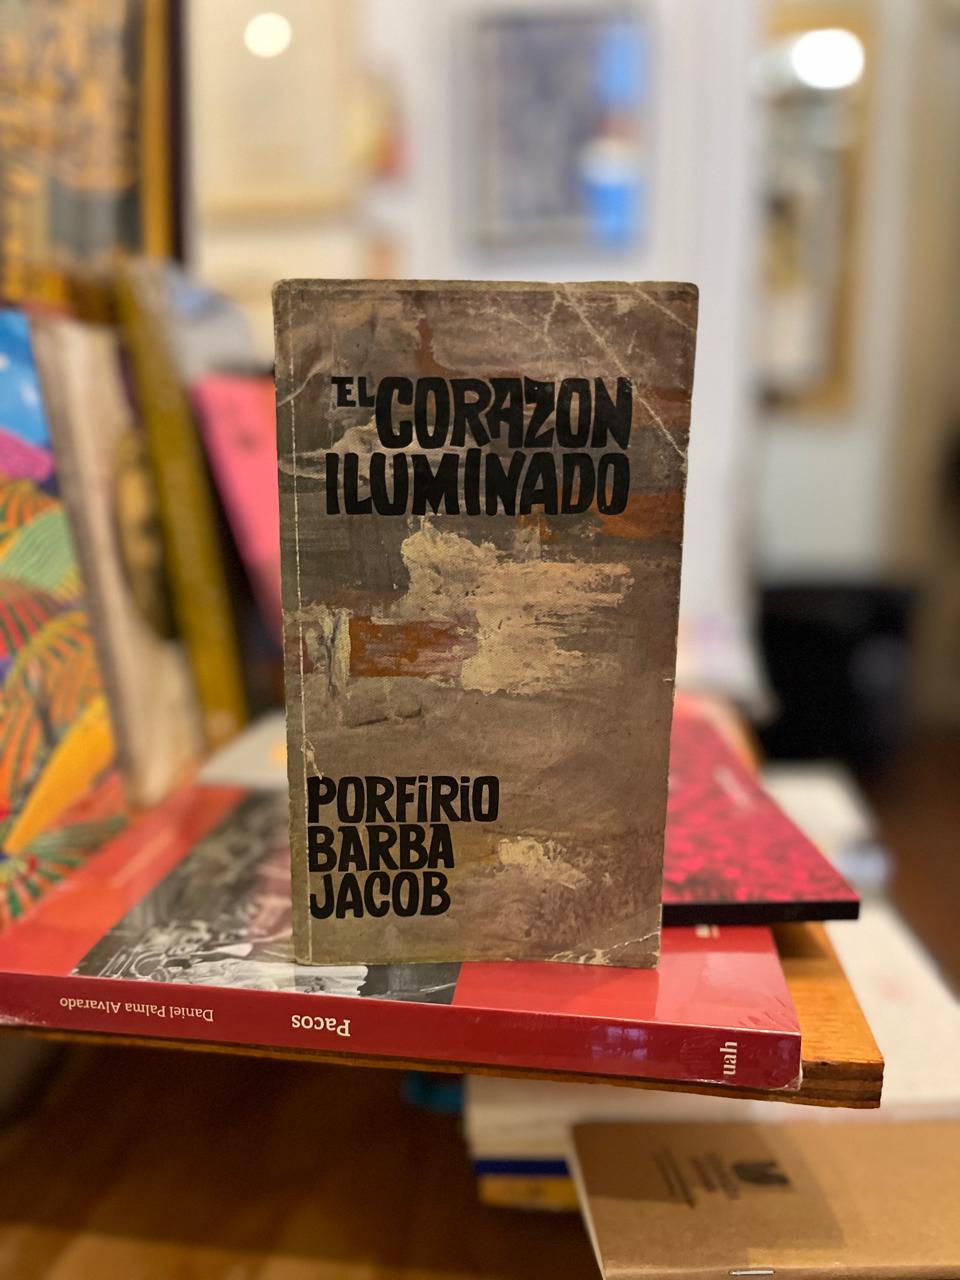 EL CORAZON
ILUMINADO
PORFIRIO
BARBA
JACOB
Daniel Palma Alvarado
Pacos
uah